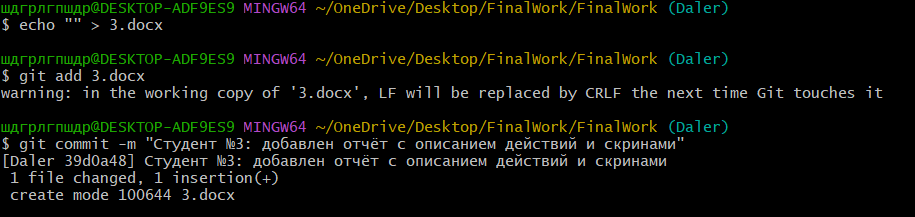 щдгрлгпщдр@DESKTOP-ADF9ES9 MINGW64 ~/OneDrive/Desktop/FinalWork/FinalWork (Daler)
$ echo "" > 3.docx
щдгрлгпщдр@DESKTOP-ADF9ES9 MINGW64 ~/OneDrive/Desktop/FinalWork/FinalWork (Daler)
$ git add 3.docx
warning: in the working copy of '3.docx', LF will be replaced by CRLF the next time Git touches it
щдгрлгпщдр@DESKTOP-ADF9ES9 MINGW64 ~/OneDrive/Desktop/FinalWork/FinalWork (Daler)
$ git commit -m "Студент №3: добавлен отчёт с описанием действий и скринами"
[Daler 39d0a48] Студент №3: добавлен отчёт с описанием действий и скринами
1 file changed, 1 insertion(+)
create mode 100644 3.docx